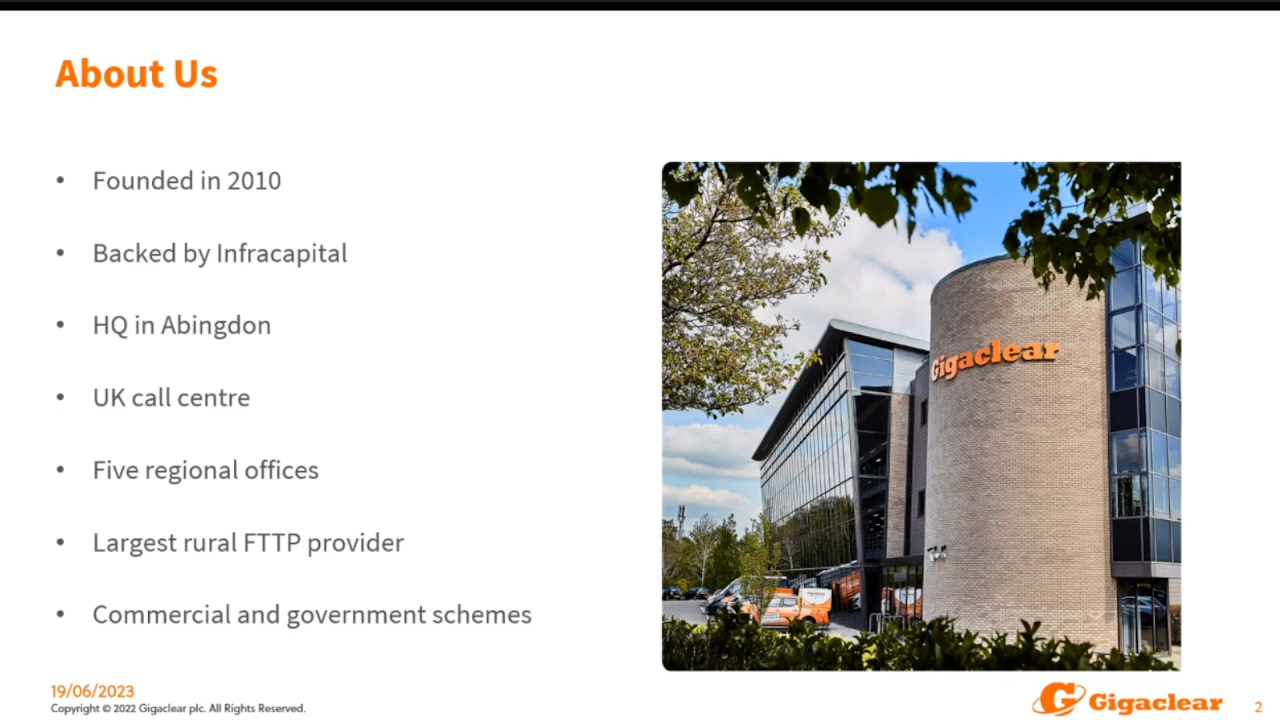 About Us
• Founded in 2010
• Backed by Infracapital
• HQ in Abingdon
• UK call centre
• Five regional offices
• Largest rural FTTP provider
• Commercial and government schemes
Gigaclear
19/06/2023
Copyright © 2022 Gigaclear plc. All Rights Reserved.
Gigaclear
2